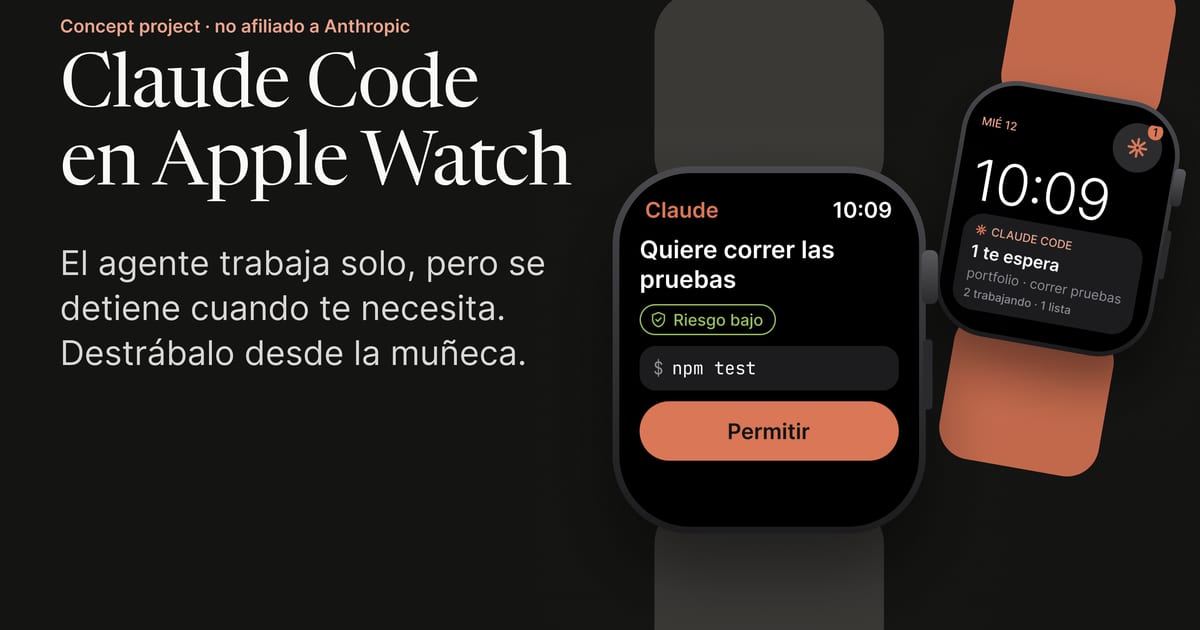 Concept project · no afiliado a Anthropic
Claude Code
en Apple Watch
El agente trabaja solo, pero se
detiene cuando te necesita.
Destrábalo desde la muñeca.
Claude 10:09
Quiere correr las
pruebas
Riesgo bajo
$ npm test
Permitir
MIÉ 12
1
10:09
CLAUDE CODE
1 te espera
portfolio · correr pruebas
2 trabajando · 1 lista